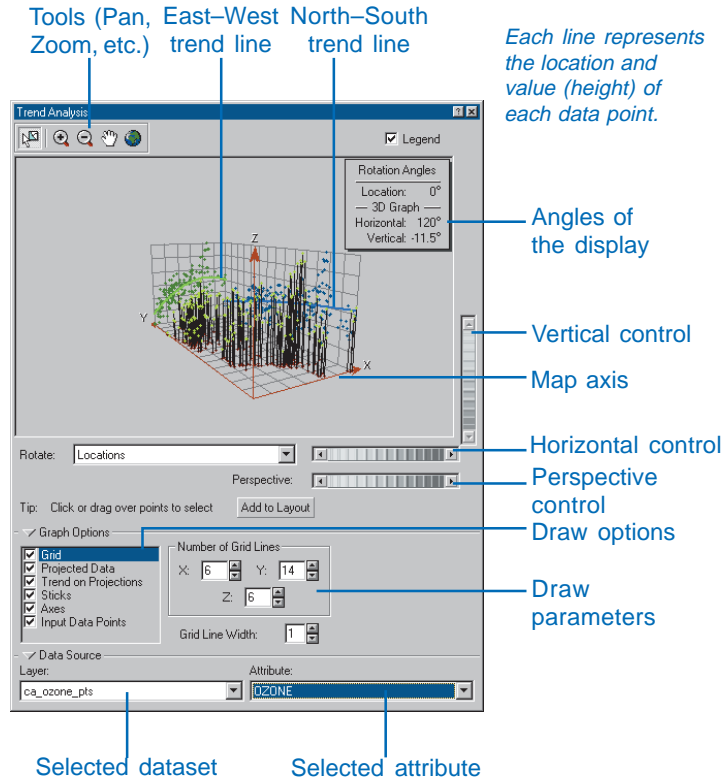 Tools (Pan, Zoom, etc.)
East–West trend line
North–South trend line
Each line represents
the location and
value (height) of
each data point.
Trend Analysis
Legend
Rotation Angles
Location: 0°
3D Graph
Horizontal: 120°
Vertical: -11.5°
Angles of
the display
Z
Y
X
Vertical control
Map axis
Rotate: Locations
Horizontal control
Perspective:
Perspective
control
Tip: Click or drag over points to select
Add to Layout
Graph Options
Draw options
Grid
Projected Data
Trend on Projections
Sticks
Axes
Input Data Points
Number of Grid Lines
X: 6 Y: 14
Z: 6
Grid Line Width: 1
Draw
parameters
Data Source
Layer: Attribute:
ca_ozone_pts OZONE
Selected dataset Selected attribute